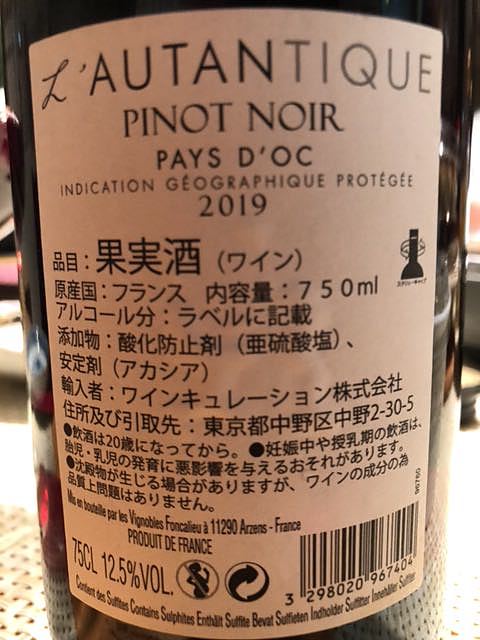 L'AUTANTIQUE
PINOT NOIR
PAYS D'OC
INDICATION GÉOGRAPHIQUE PROTÉGÉE
2019
品目：果実酒（ワイン）
スクリューキャップ
原産国：フランス 内容量：７５０ml
アルコール分：ラベルに記載
添加物：酸化防止剤（亜硫酸塩）、
安定剤（アカシア）
輸入者：ワインキュレーション株式会社
住所及び引取先：東京都中野区中野2-30-5
●飲酒は20歳になってから。●妊娠中や授乳期の飲酒は、
胎児・乳児の発育に悪影響を与えるおそれがあります。
●沈殿物が生じる場合がありますが、ワインの成分の為
品質上問題はありません。
96780
Mis en bouteille par les Vignobles Foncalieu à 11290 Arzens - France
PRODUIT DE FRANCE
75CL 12.5%VOL.
3 298020 967404
Contient des Sulfites Contains Sulphites Enthält Sulfite Bevat Sulfieten Indholder Sulfitter Innehåller Sulfiter